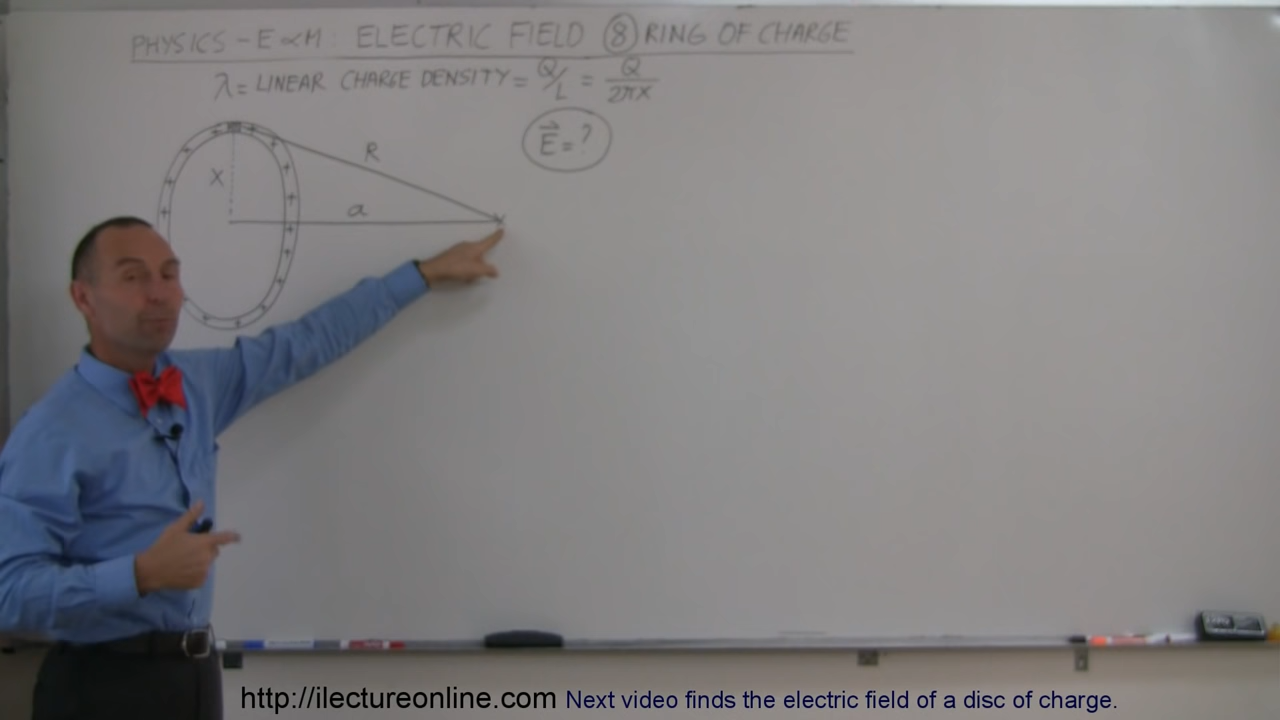 PHYSICS - E & M: ELECTRIC FIELD ⑧ RING OF CHARGE
λ = LINEAR CHARGE DENSITY = Q/L = Q/2πX
E⃗ = ?
R
X
a
http://ilectureonline.com Next video finds the electric field of a disc of charge.